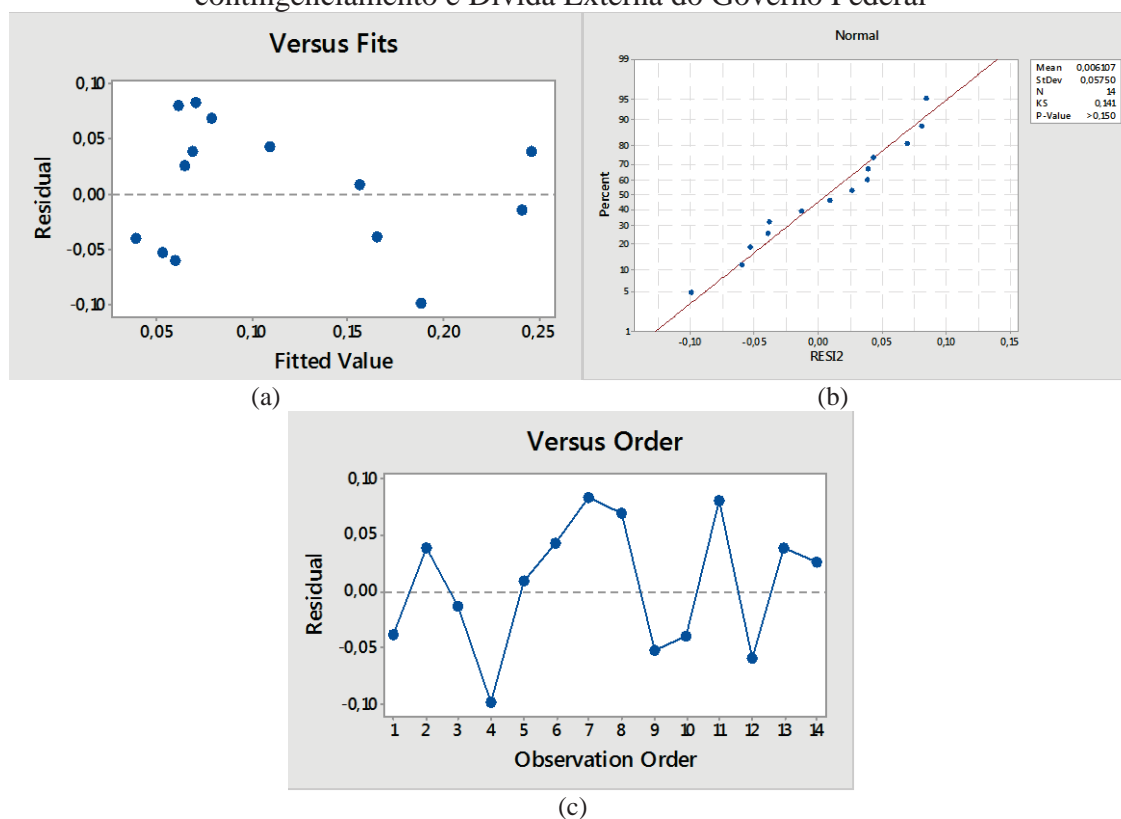 contingenciamento e Dívida Externa do Governo Federal
Versus Fits
0,10
0,05
0,00
-0,05
-0,10
Residual
0,05
0,10
0,15
0,20
0,25
Fitted Value
(a)
Normal
99
95
90
80
70
60
50
40
30
20
10
5
1
Percent
-0,10
-0,05
0,00
0,05
0,10
0,15
RESI2
Mean 0,006107
StDev 0,05750
N 14
KS 0,141
P-Value >0,150
(b)
Versus Order
0,10
0,05
0,00
-0,05
-0,10
Residual
1 2 3 4 5 6 7 8 9 10 11 12 13 14
Observation Order
(c)